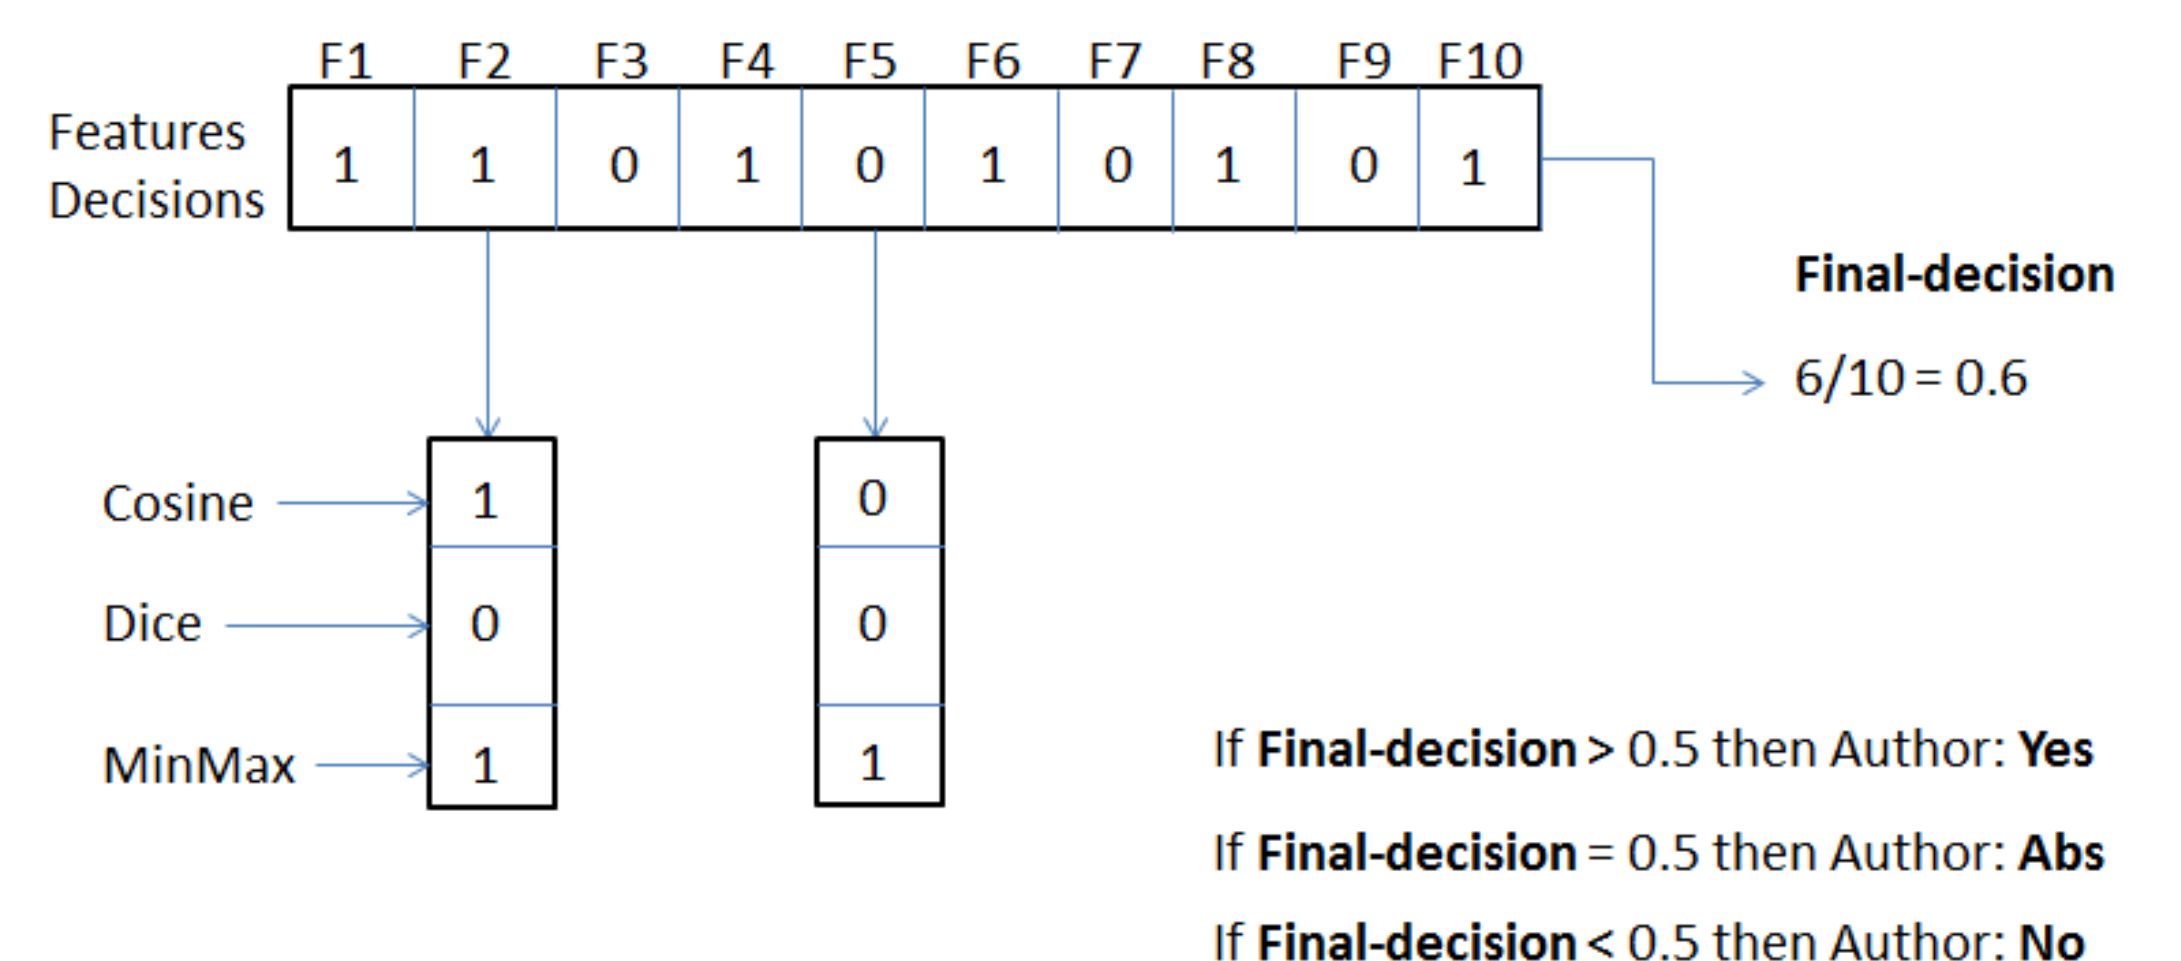 F1 F2 F3 F4 F5 F6 F7 F8 F9 F10
Features
Decisions
1 1 0 1 0 1 0 1 0 1
Final-decision
6/10 = 0.6
Cosine 1 0
Dice 0 0
MinMax 1 1
If Final-decision > 0.5 then Author: Yes
If Final-decision = 0.5 then Author: Abs
If Final-decision < 0.5 then Author: No